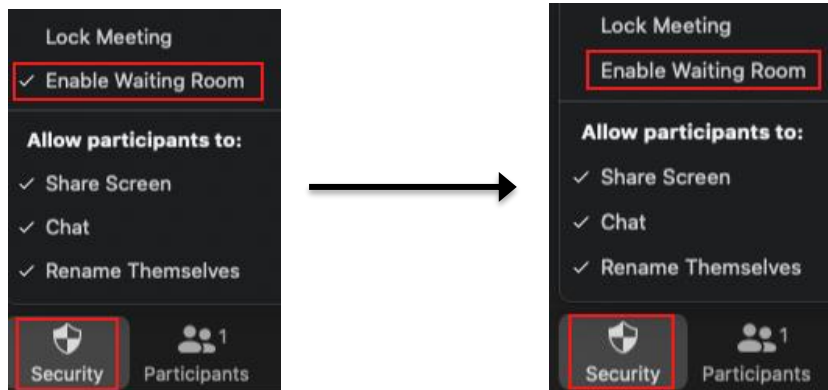 Lock Meeting
✓ Enable Waiting Room
Allow participants to:
✓ Share Screen
✓ Chat
✓ Rename Themselves
1
Security Participants
Lock Meeting
Enable Waiting Room
Allow participants to:
✓ Share Screen
✓ Chat
✓ Rename Themselves
1
Security Participants